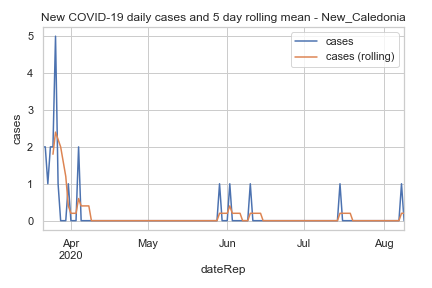 New COVID-19 daily cases and 5 day rolling mean - New_Caledonia
cases
cases (rolling)
5
4
3
2
1
0
cases
Apr May Jun Jul Aug
2020
dateRep